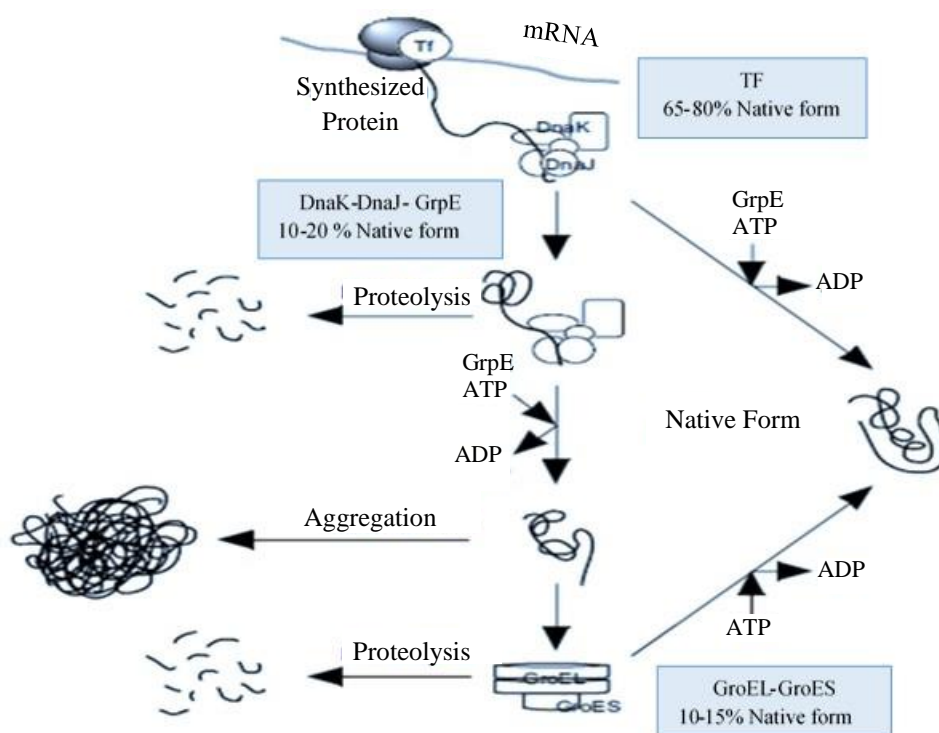 Tf
mRNA
Synthesized
Protein
TF
65-80% Native form
DnaK
DnaJ
DnaK-DnaJ- GrpE
10-20 % Native form
GrpE
ATP
ADP
Proteolysis
GrpE
ATP
ADP
Native Form
Aggregation
ADP
ATP
Proteolysis
GroEL
GroES
GroEL-GroES
10-15% Native form